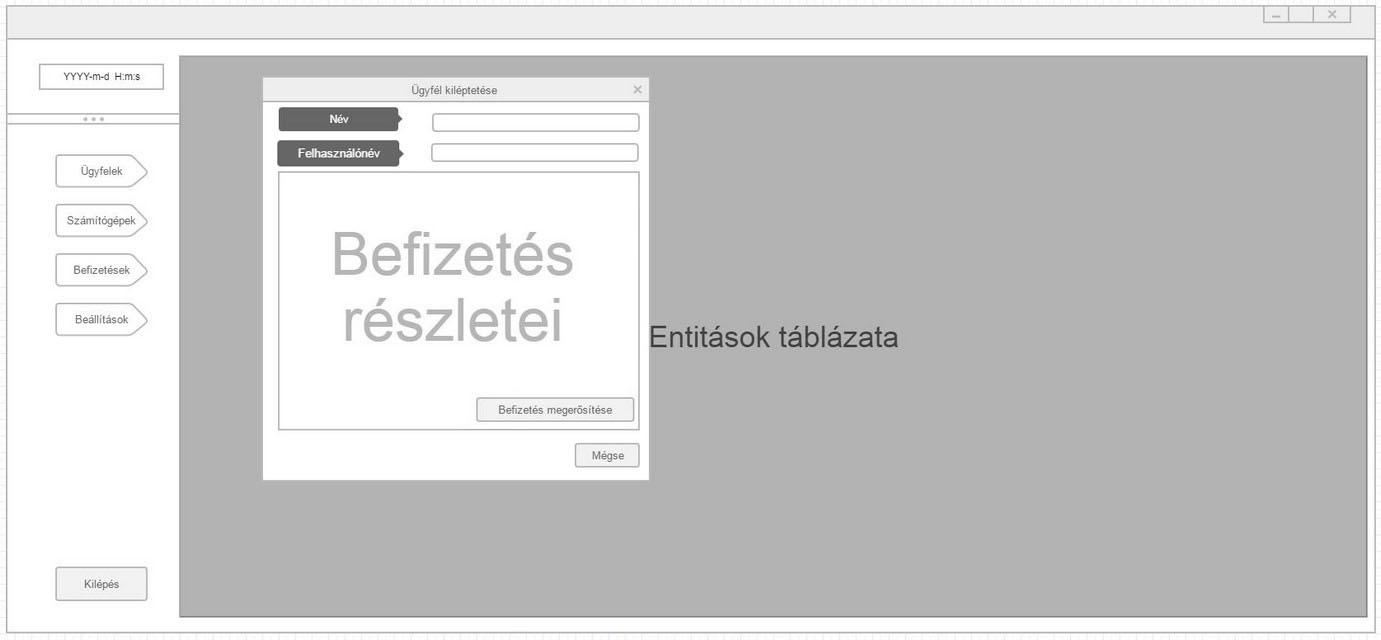 YYYY-m-d H:m:s
Ügyfelek
Számítógépek
Befizetések
Beállítások
Kilépés
Ügyfél kiléptetése
Név
Felhasználónév
Befizetés
részletei
Befizetés megerősítése
Mégse
Entitások táblázata